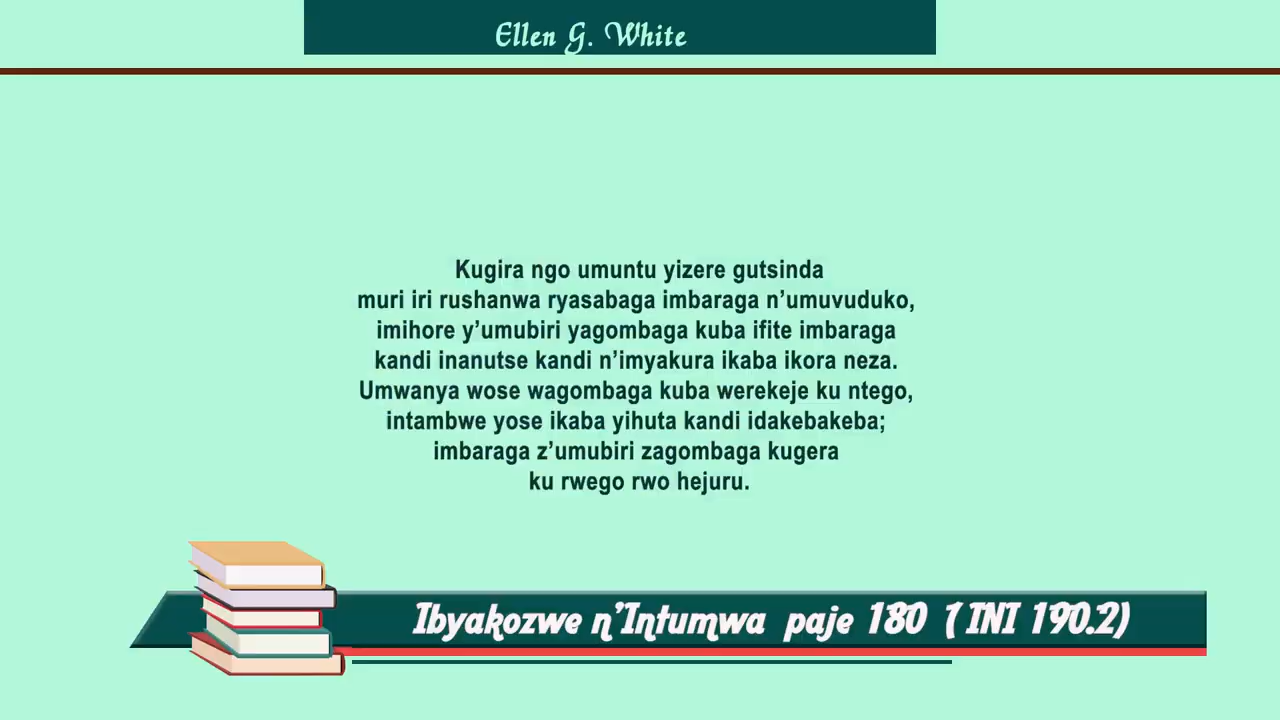 Ellen G. White
Kugira ngo umuntu yizere gutsinda
muri iri rushanwa ryasabaga imbaraga n’umuvuduko,
imihore y’umubiri yagombaga kuba ifite imbaraga
kandi inanutse kandi n’imyakura ikaba ikora neza.
Umwanya wose wagombaga kuba werekeje ku ntego,
intambwe yose ikaba yihuta kandi idakebakeba;
imbaraga z’umubiri zagombaga kugera
ku rwego rwo hejuru.
Ibyakozwe n’Intumwa paje 180 ( INI 190.2)